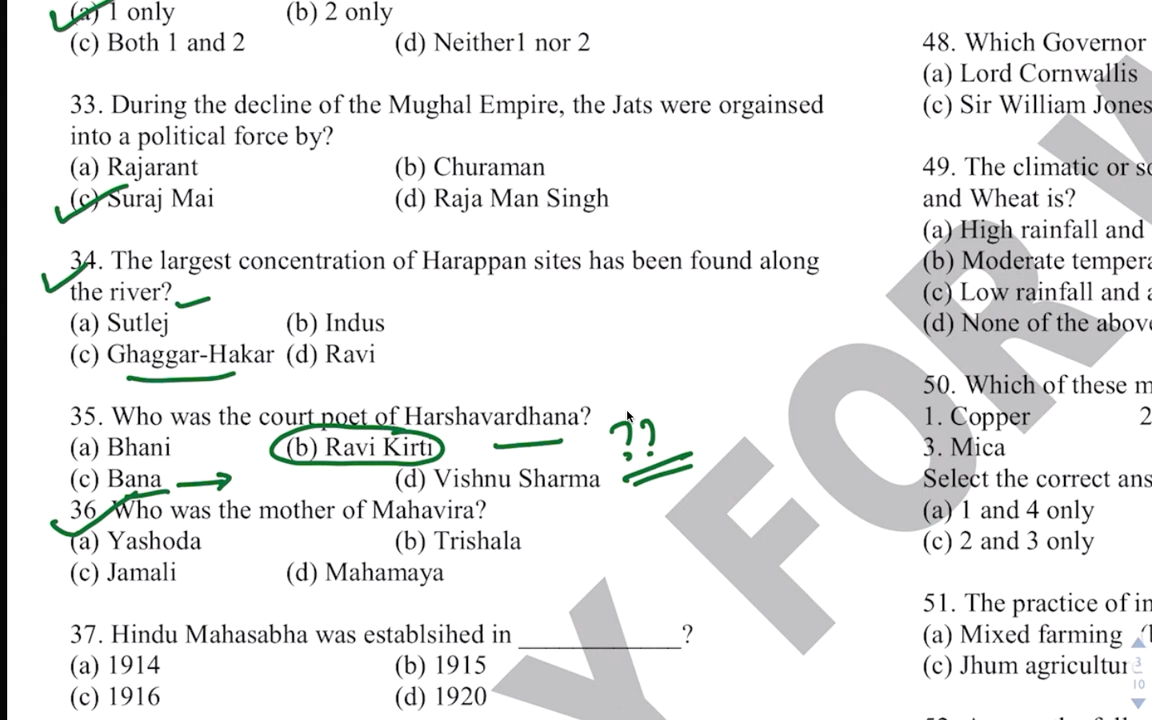 (a) 1 only (b) 2 only
(c) Both 1 and 2 (d) Neither1 nor 2
33. During the decline of the Mughal Empire, the Jats were orgainsed
into a political force by?
(a) Rajarant (b) Churaman
(c) Suraj Mai (d) Raja Man Singh
34. The largest concentration of Harappan sites has been found along
the river?
(a) Sutlej (b) Indus
(c) Ghaggar-Hakar (d) Ravi
35. Who was the court poet of Harshavardhana?
(a) Bhani (b) Ravi Kirti ??
(c) Bana (d) Vishnu Sharma
36. Who was the mother of Mahavira?
(a) Yashoda (b) Trishala
(c) Jamali (d) Mahamaya
37. Hindu Mahasabha was establsihed in ____________?
(a) 1914 (b) 1915
(c) 1916 (d) 1920
48. Which Governor
(a) Lord Cornwallis
(c) Sir William Jones
49. The climatic or
and Wheat is?
(a) High rainfall and
(b) Moderate
(c) Low rainfall and
(d) None of the
50. Which of these
1. Copper 2
3. Mica
Select the correct
(a) 1 and 4 only
(c) 2 and 3 only
51. The practice of
(a) Mixed farming
(c) Jhum
3
10
Y FOR